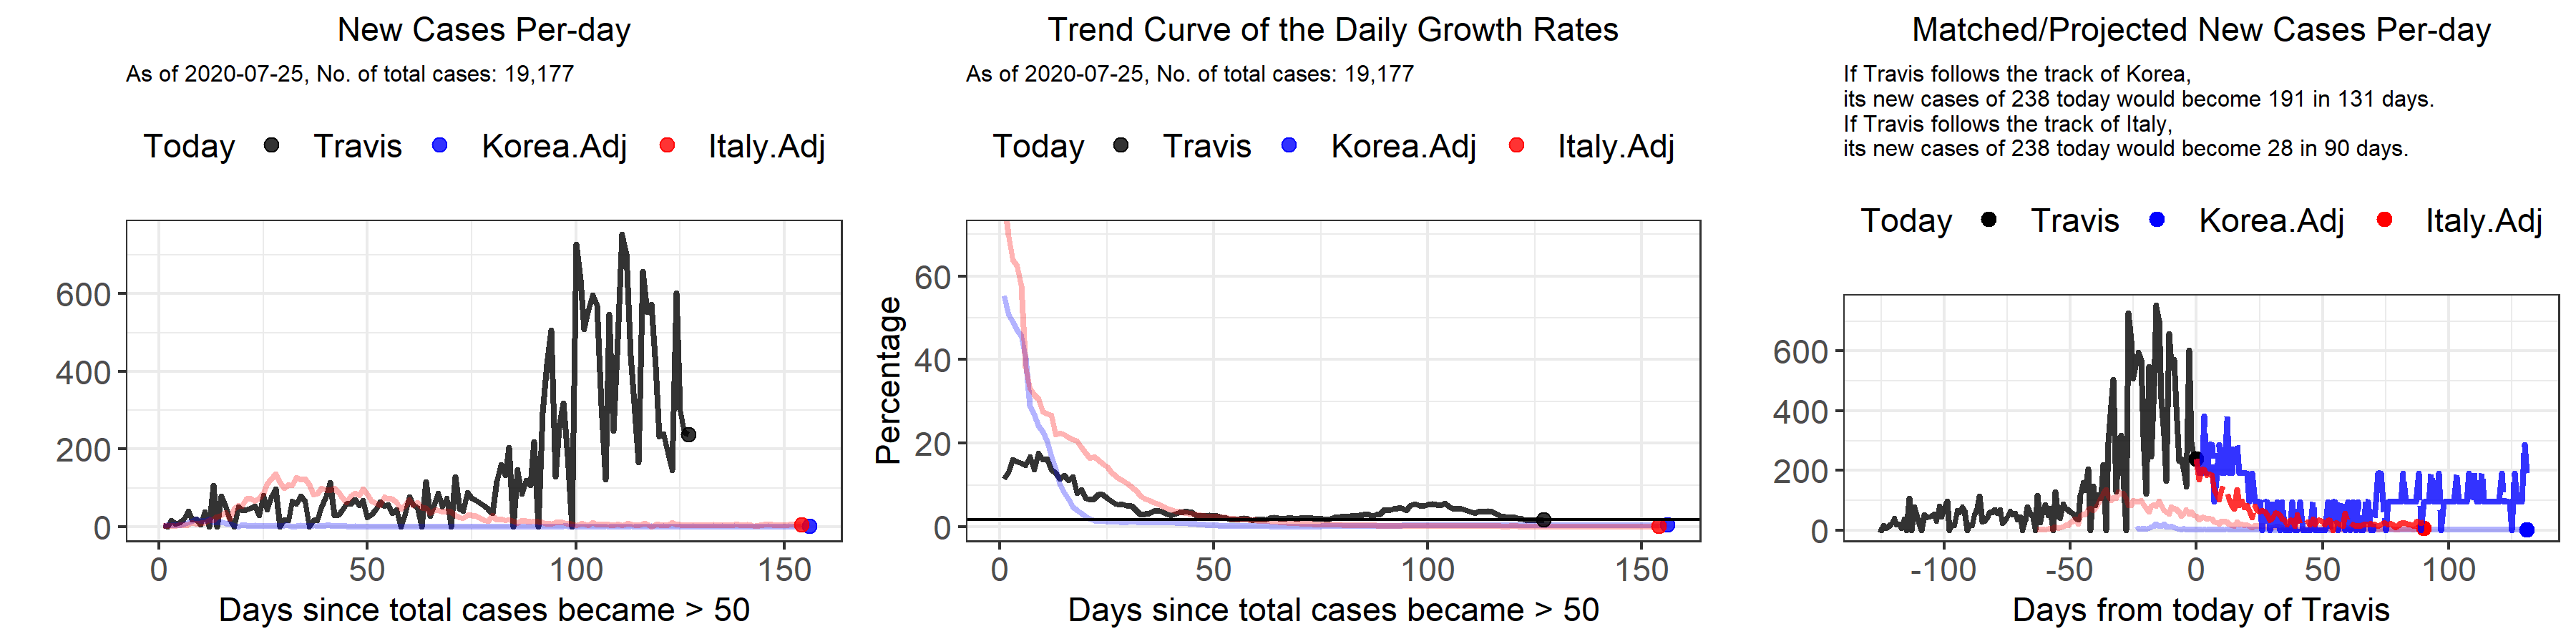 New Cases Per-day
As of 2020-07-25, No. of total cases: 19,177
Today Travis Korea.Adj Italy.Adj
600
400
200
0
0 50 100 150
Days since total cases became > 50
Trend Curve of the Daily Growth Rates
As of 2020-07-25, No. of total cases: 19,177
Today Travis Korea.Adj Italy.Adj
Percentage
60
40
20
0
0 50 100 150
Days since total cases became > 50
Matched/Projected New Cases Per-day
If Travis follows the track of Korea,
its new cases of 238 today would become 191 in 131 days.
If Travis follows the track of Italy,
its new cases of 238 today would become 28 in 90 days.
Today Travis Korea.Adj Italy.Adj
600
400
200
0
-100 -50 0 50 100
Days from today of Travis